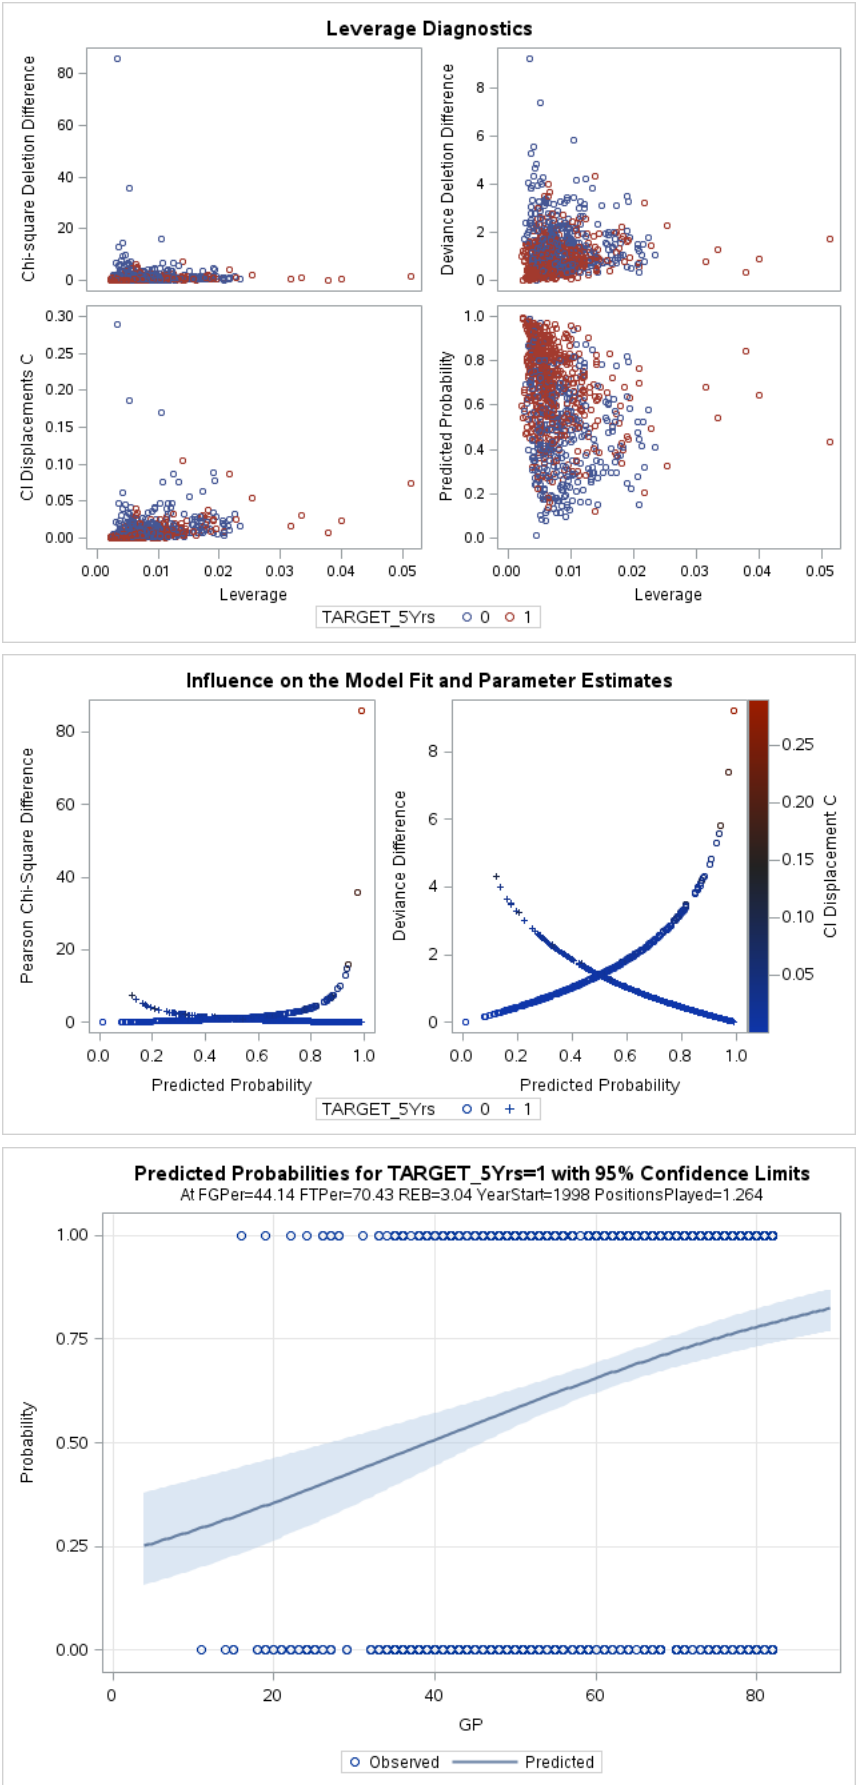 Leverage Diagnostics
Chi-square Deletion Difference
80
60
40
20
0
Deviance Deletion Difference
8
6
4
2
0
CI Displacements C
0.30
0.25
0.20
0.15
0.10
0.05
0.00
0.00 0.01 0.02 0.03 0.04 0.05
Leverage
Predicted Probability
1.0
0.8
0.6
0.4
0.2
0.0
0.00 0.01 0.02 0.03 0.04 0.05
Leverage
TARGET_5Yrs 0 1
Influence on the Model Fit and Parameter Estimates
Pearson Chi-Square Difference
80
60
40
20
0
0.0 0.2 0.4 0.6 0.8 1.0
Predicted Probability
Deviance Difference
8
6
4
2
0
0.0 0.2 0.4 0.6 0.8 1.0
Predicted Probability
0.25
0.20
0.15
0.10
0.05
CI Displacement C
TARGET_5Yrs 0 1
Predicted Probabilities for TARGET_5Yrs=1 with 95% Confidence Limits
At FGPer=44.14 FTPer=70.43 REB=3.04 YearStart=1998 PositionsPlayed=1.264
Probability
1.00
0.75
0.50
0.25
0.00
0 20 40 60 80
GP
Observed Predicted